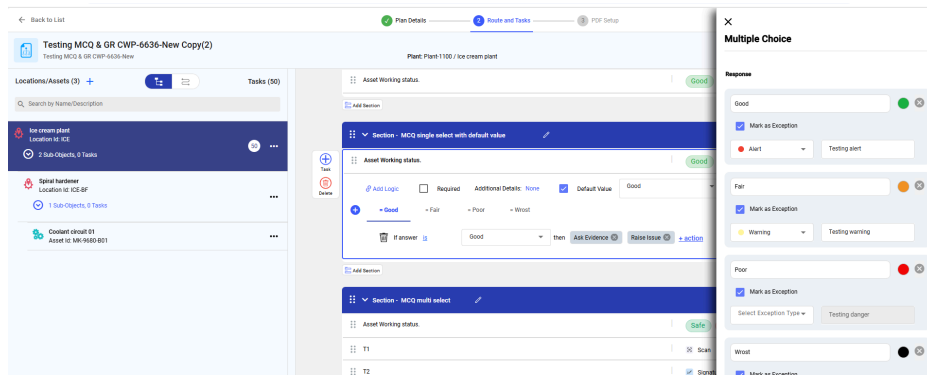 Back to List
Plan Details
2 Route and Tasks
3 PDF Setup
Testing MCQ & GR CWP-6636-New Copy(2)
Testing MCQ & GR CWP-6636-New
Plant: Plant-1100 / Ice cream plant
Locations/Assets (3) +
Tasks (50)
Search by Name/Description
Ice cream plant
Location Id: ICE
2 Sub-Objects, 0 Tasks
50
Spiral hardener
Location Id: ICE-BF
1 Sub-Objects, 0 Tasks
Coolant circuit 01
Asset Id: MK-9680-B01
Task
Delete
Asset Working status.
Good
Add Section
Section - MCQ single select with default value
Asset Working status.
Good
Add Logic
Required
Additional Details: None
Default Value
Good
= Good
= Fair
= Poor
= Wrost
If answer is
Good
then
Ask Evidence
Raise Issue
+ action
Add Section
Section - MCQ multi select
Asset Working status.
Safe
T1
Scan
T2
Multiple Choice
Response
Good
Mark as Exception
Alert
Testing alert
Fair
Mark as Exception
Warning
Testing warning
Poor
Mark as Exception
Select Exception Type
Testing danger
Wrost
Mark as Exception